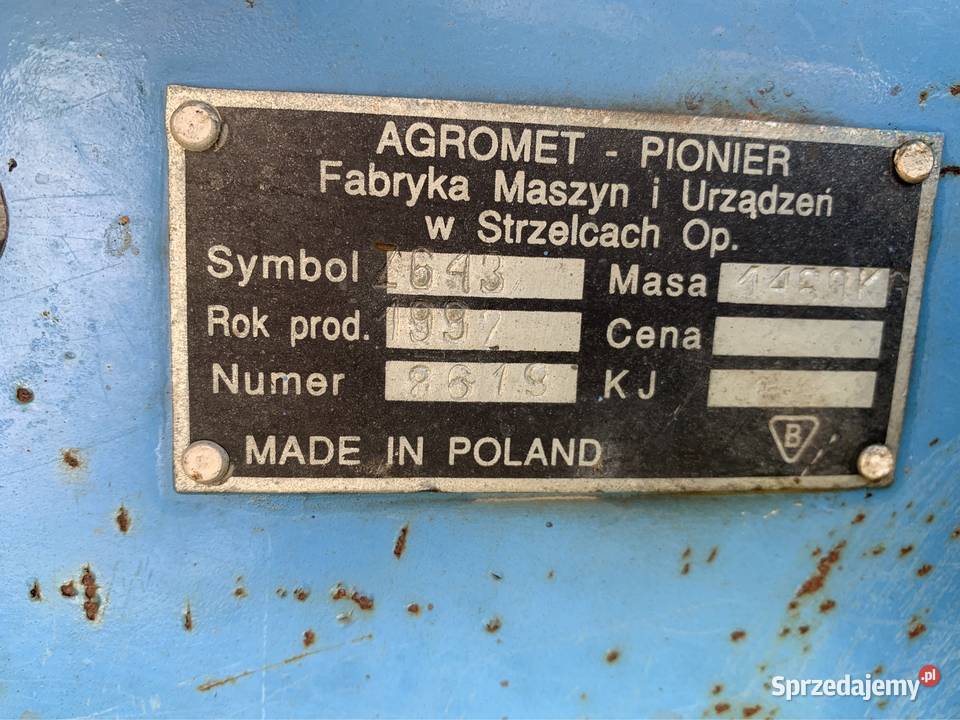 AGROMET - PIONIER
Fabryka Maszyn i Urządzeń
w Strzelcach Op.
Symbol Z643 Masa
Rok prod. 1992 Cena
Numer 8619 KJ
B
MADE IN POLAND
Sprzedajemy.pl